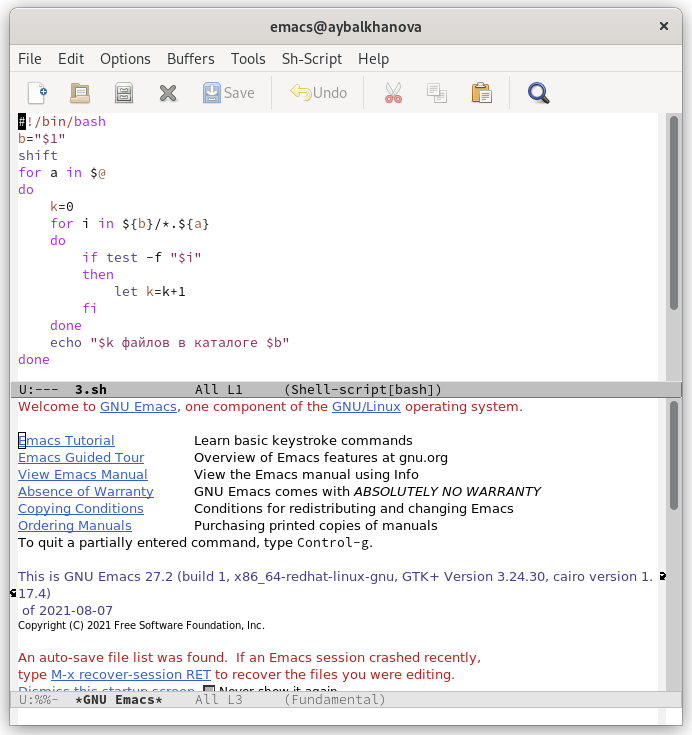 emacs@aybalkhanova
File Edit Options Buffers Tools Sh-Script Help
Save Undo
#!/bin/bash
b="$1"
shift
for a in $@
do
    k=0
    for i in ${b}/*.${a}
    do
        if test -f "$i"
        then
            let k=k+1
        fi
    done
    echo "$k файлов в каталоге $b"
done
U:--- 3.sh All L1 (Shell-script[bash])
Welcome to GNU Emacs, one component of the GNU/Linux operating system.
Emacs Tutorial Learn basic keystroke commands
Emacs Guided Tour Overview of Emacs features at gnu.org
View Emacs Manual View the Emacs manual using Info
Absence of Warranty GNU Emacs comes with ABSOLUTELY NO WARRANTY
Copying Conditions Conditions for redistributing and changing Emacs
Ordering Manuals Purchasing printed copies of manuals
To quit a partially entered command, type Control-g.
This is GNU Emacs 27.2 (build 1, x86_64-redhat-linux-gnu, GTK+ Version 3.24.30, cairo version 1.
17.4)
of 2021-08-07
Copyright (C) 2021 Free Software Foundation, Inc.
An auto-save file list was found.  If an Emacs session crashed recently,
type M-x recover-session RET to recover the files you were editing.
Dismiss this startup screen Never show it again.
U:%%- *GNU Emacs* All L3 (Fundamental)